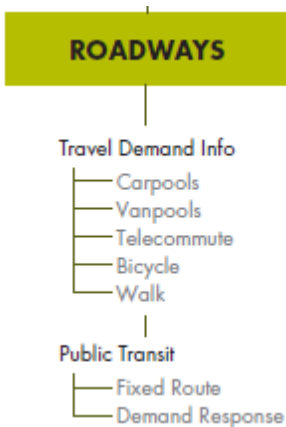 ROADWAYS
Travel Demand Info
Carpools
Vanpools
Telecommute
Bicycle
Walk
Public Transit
Fixed Route
Demand Response